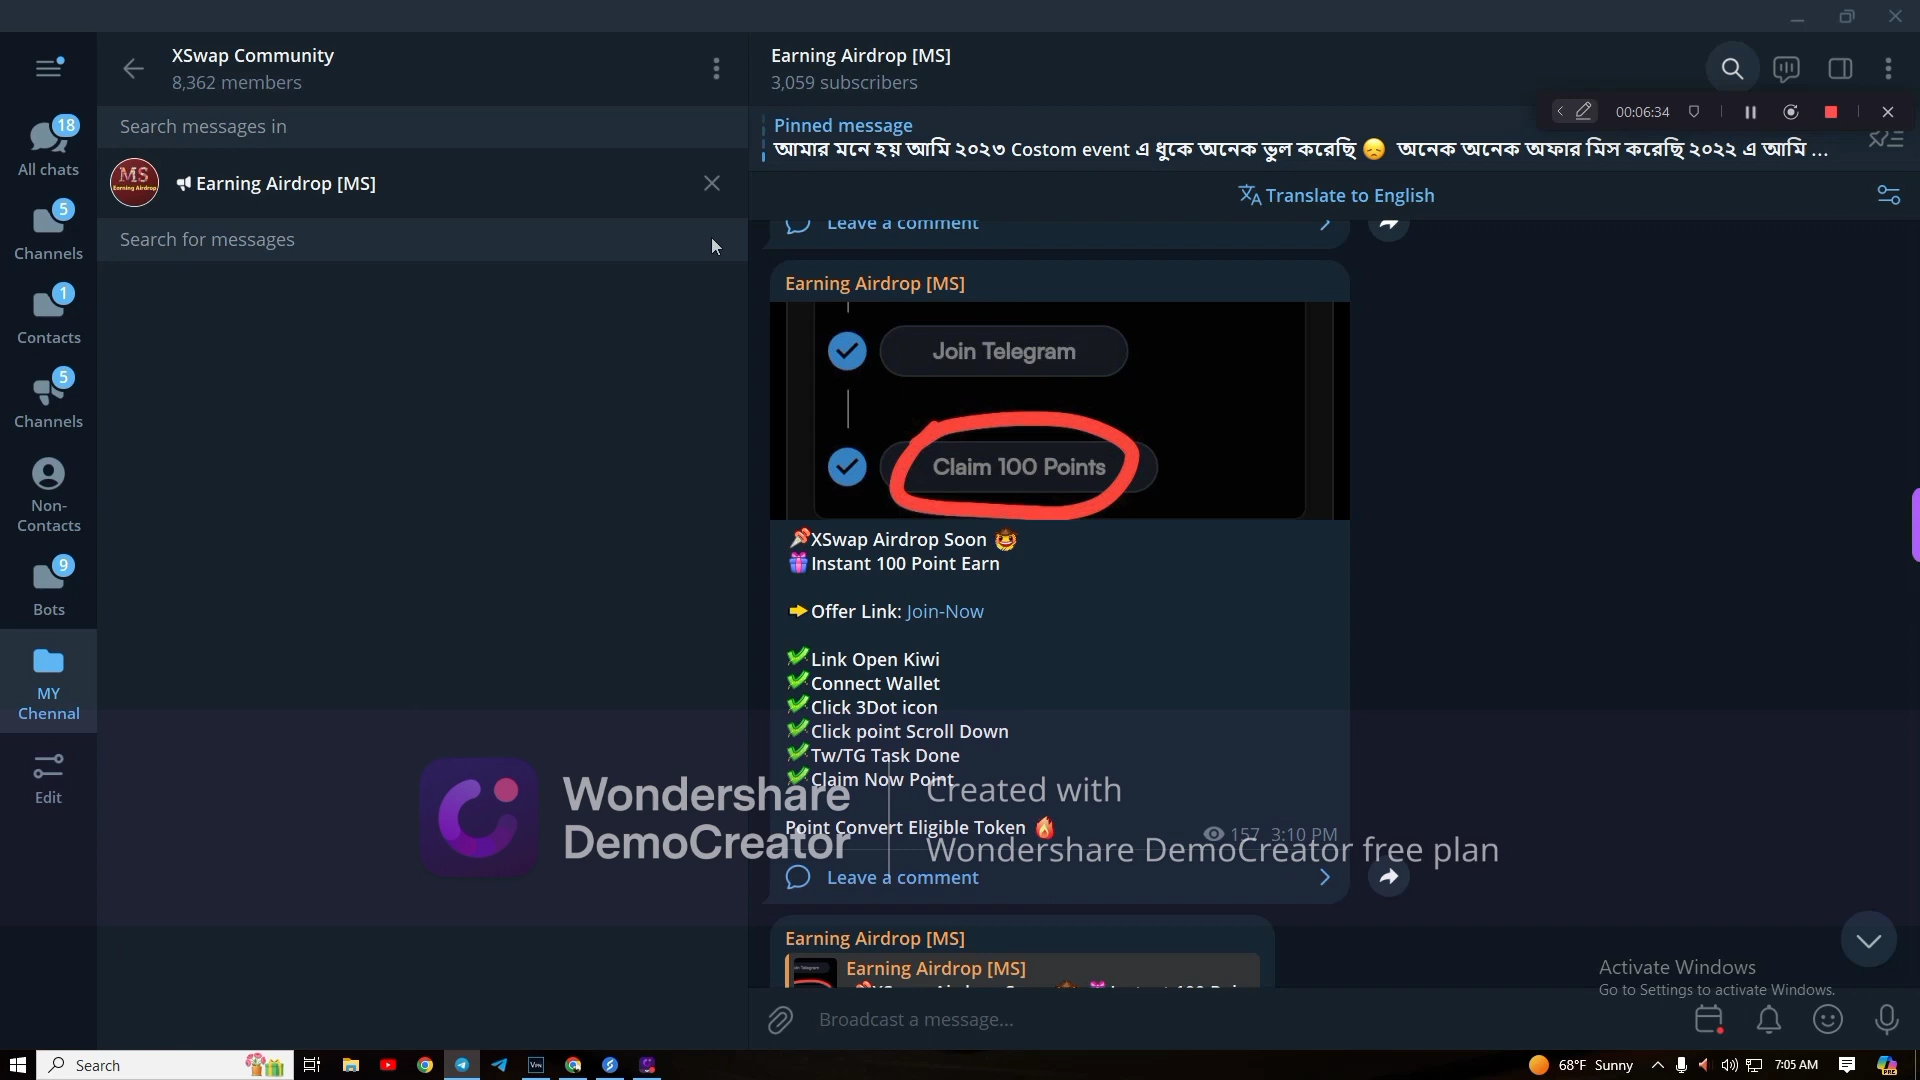 XSwap Community
8,362 members
Search messages in
MS
Earning Airdrop
Earning Airdrop [MS]
Search for messages
18
All chats
5
Channels
1
Contacts
5
Channels
Non-
Contacts
9
Bots
MY
Chennal
Edit
Earning Airdrop [MS]
3,059 subscribers
00:06:34
Pinned message
আমার মনে হয় আমি ২০২৩ Costom event এ ধুকে অনেক ভুল করেছি 😞 অনেক অনেক অফার মিস করেছি ২০২২ এ আমি ...
Translate to English
Leave a comment
Earning Airdrop [MS]
Join Telegram
Claim 100 Points
📌XSwap Airdrop Soon 🤠
🎁Instant 100 Point Earn
➡Offer Link: Join-Now
✅Link Open Kiwi
✅Connect Wallet
✅Click 3Dot icon
✅Click point Scroll Down
✅Tw/TG Task Done
✅Claim Now Point
Point Convert Eligible Token 🔥
157 3:10 PM
Leave a comment
Wondershare
DemoCreator
Created with
Wondershare DemoCreator free plan
Earning Airdrop [MS]
Earning Airdrop [MS]
Activate Windows
Go to Settings to activate Windows.
Broadcast a message...
Search
68°F Sunny
7:05 AM